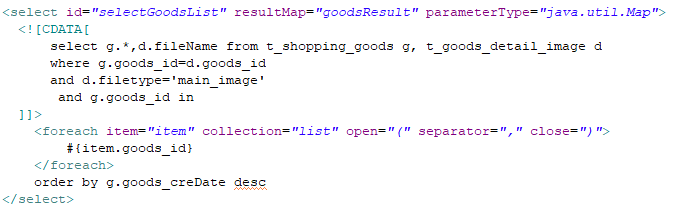 <select id="selectGoodsList" resultMap="goodsResult" parameterType="java.util.Map">
<![CDATA[
select g.*,d.fileName from t_shopping_goods g, t_goods_detail_image d
where g.goods_id=d.goods_id
and d.filetype='main_image'
and g.goods_id in
]]>
<foreach item="item" collection="list" open="(" separator="," close=")">
#{item.goods_id}
</foreach>
order by g.goods_creDate desc
</select>